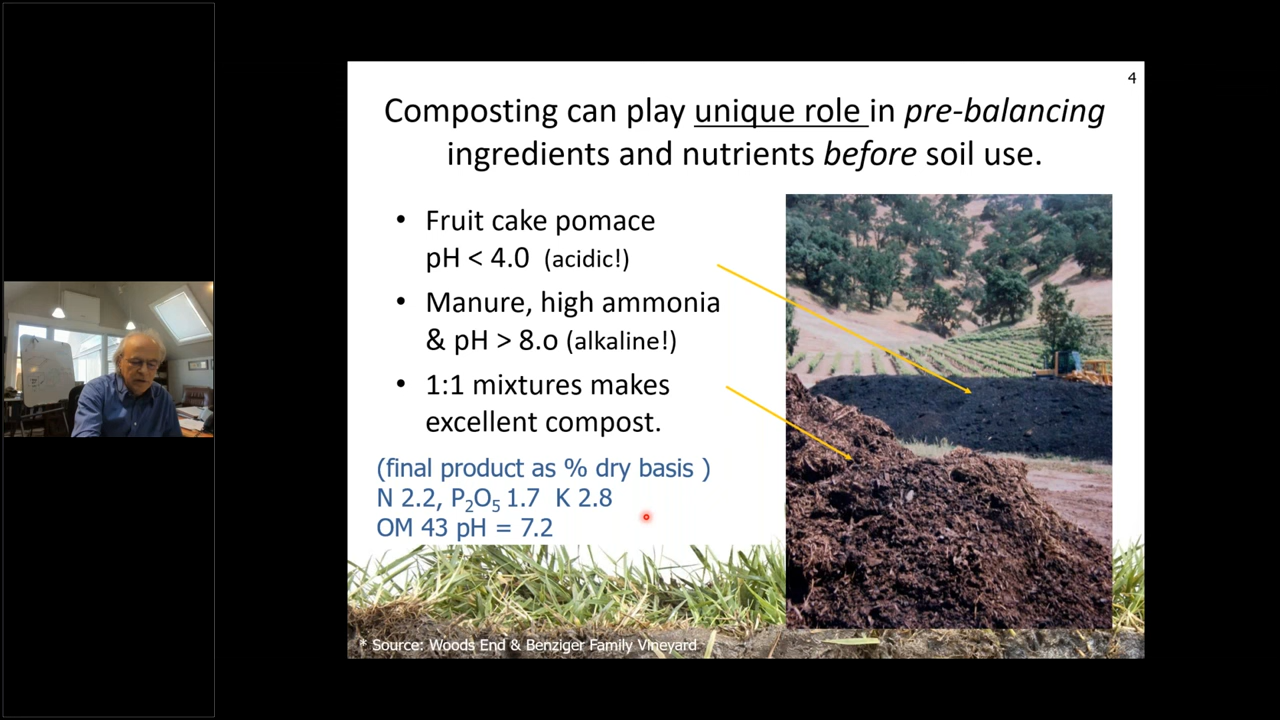 4
Composting can play unique role in pre-balancing
ingredients and nutrients before soil use.
• Fruit cake pomace
pH < 4.0 (acidic!)
• Manure, high ammonia
& pH > 8.o (alkaline!)
• 1:1 mixtures makes
excellent compost.
(final product as % dry basis )
N 2.2, P₂O₅ 1.7 K 2.8
OM 43 pH = 7.2
* Source: Woods End & Benziger Family Vineyard